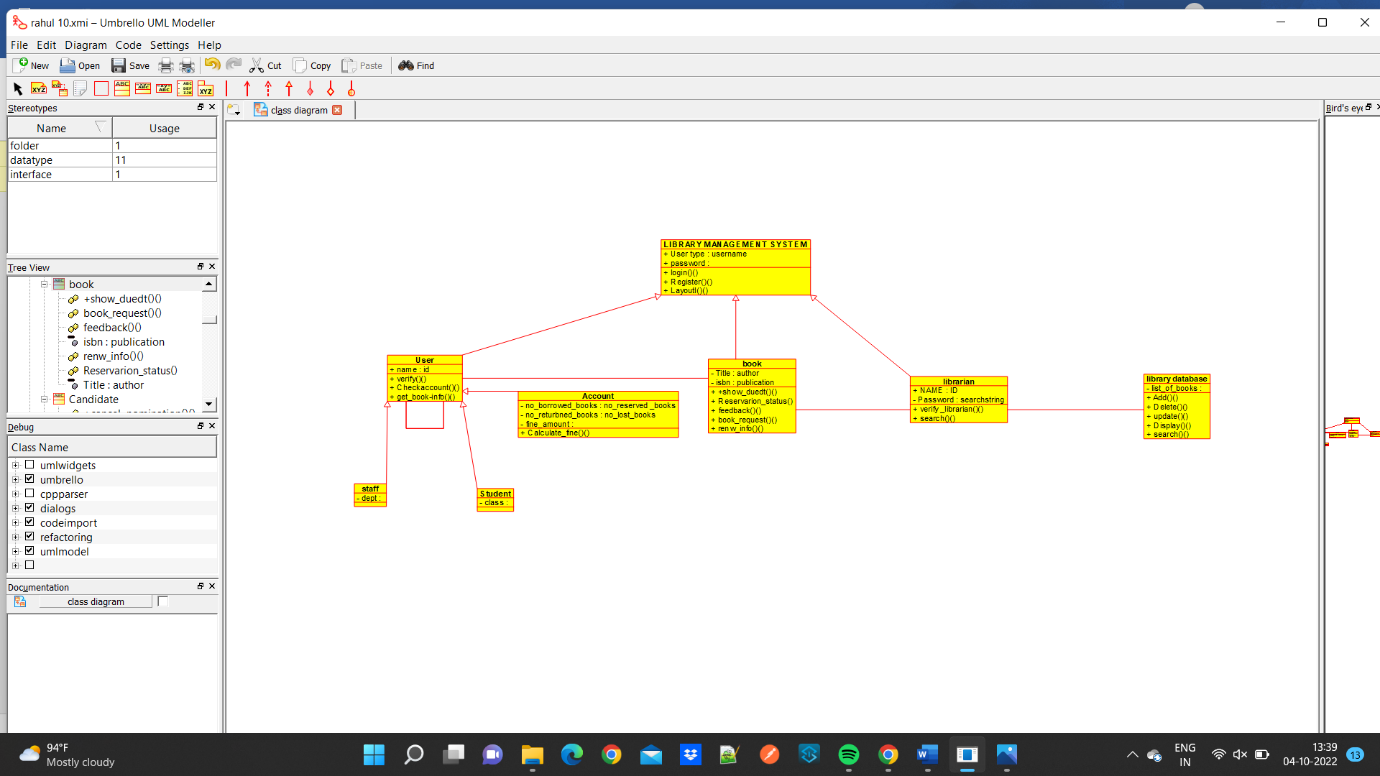 rahul 10.xmi – Umbrello UML Modeller
File Edit Diagram Code Settings Help
New Open Save Cut Copy Paste Find
Stereotypes
Name Usage
folder 1
datatype 11
interface 1
Tree View
book
+show_duedt()()
book_request()()
feedback()()
isbn : publication
renw_info()()
Reservarion_status()
Title : author
Candidate
Debug
Class Name
umlwidgets
umbrello
cppparser
dialogs
codeimport
refactoring
umlmodel
Documentation
class diagram
class diagram
Bird's eye
LIBRARY MANAGEMENT SYSTEM
+ User type : username
+ password :
+ login()()
+ Register()()
+ Layoutl()()
User
+ name : id
+ verify()()
+ Checkaccount()()
+ get_book-info()()
Account
- no_borrowed_books : no_reserved _books
- no_returbned_books : no_lost_books
- fine_amount :
+ Calculate_fine()()
book
- Title : author
- isbn : publication
+ +show_duedt()()
+ Reservarion_status()
+ feedback()()
+ book_request()()
+ renw_info()()
librarian
+ NAME : ID
- Password : searchstring
+ verify_librarian()()
+ search()()
library database
- list_of_books :
+ Add()()
+ Delete()()
+ update()()
+ Display()()
+ search()()
staff
- dept :
Student
- class :
94°F
Mostly cloudy
ENG
IN
13:39
04-10-2022
13